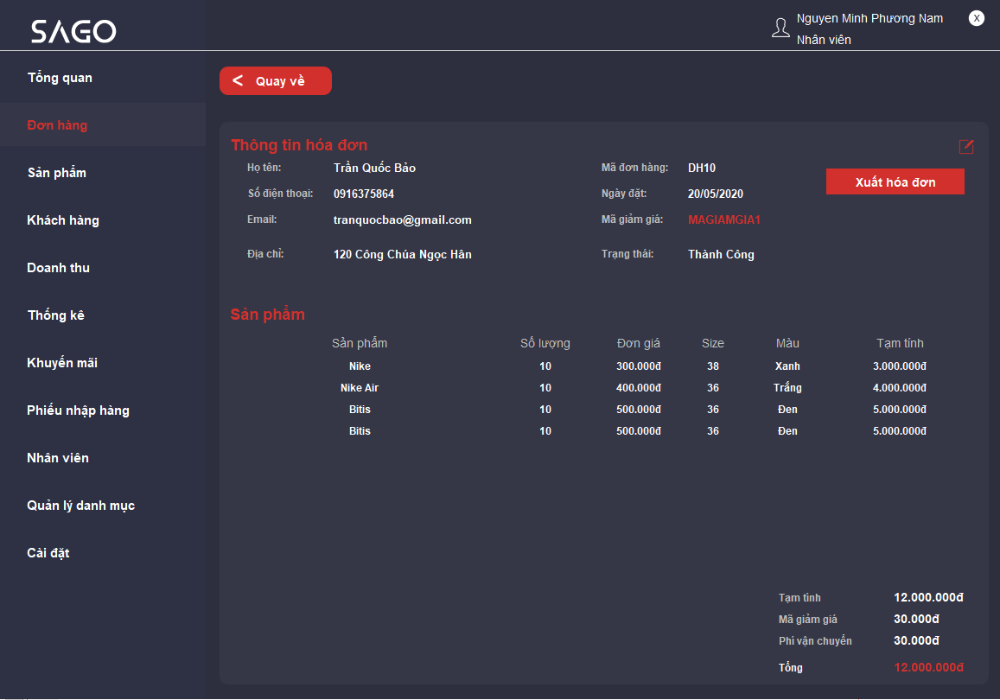 SAGO
Nguyen Minh Phương Nam
X
Nhân viên
Tổng quan
Đơn hàng
Sản phẩm
Khách hàng
Doanh thu
Thống kê
Khuyến mãi
Phiếu nhập hàng
Nhân viên
Quản lý danh mục
Cài đặt
< Quay về
Thông tin hóa đơn
Họ tên: Trần Quốc Bảo Mã đơn hàng: DH10
Xuất hóa đơn
Số điện thoại: 0916375864 Ngày đặt: 20/05/2020
Email: tranquocbao@gmail.com Mã giảm giá: MAGIAMGIA1
Địa chỉ: 120 Công Chúa Ngọc Hân Trạng thái: Thành Công
Sản phẩm
Sản phẩm Số lượng Đơn giá Size Màu Tạm tính
Nike 10 300.000đ 38 Xanh 3.000.000đ
Nike Air 10 400.000đ 36 Trắng 4.000.000đ
Bitis 10 500.000đ 36 Đen 5.000.000đ
Bitis 10 500.000đ 36 Đen 5.000.000đ
Tạm tính 12.000.000đ
Mã giảm giá 30.000đ
Phí vận chuyển 30.000đ
Tổng 12.000.000đ